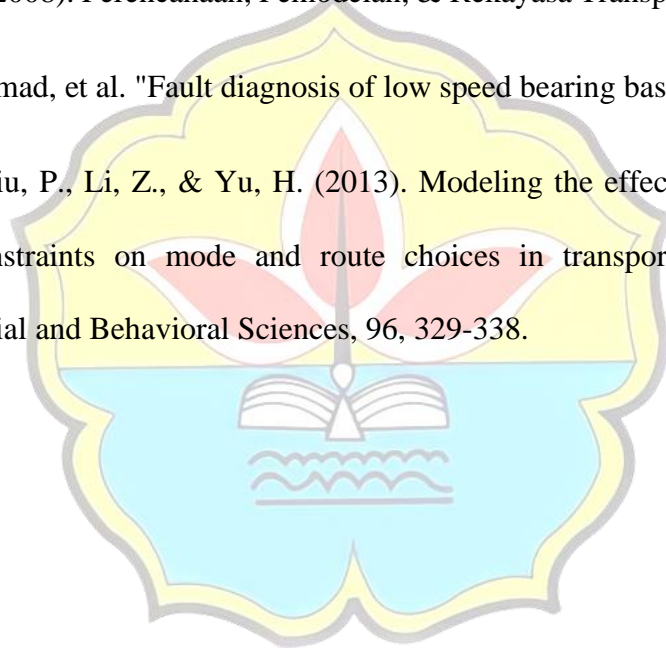 2008). Perencanaan, Pemodelan, & Rekayasa Transp
mad, et al. "Fault diagnosis of low speed bearing bas
iu, P., Li, Z., & Yu, H. (2013). Modeling the effec
nstraints on mode and route choices in transpor
ial and Behavioral Sciences, 96, 329-338.